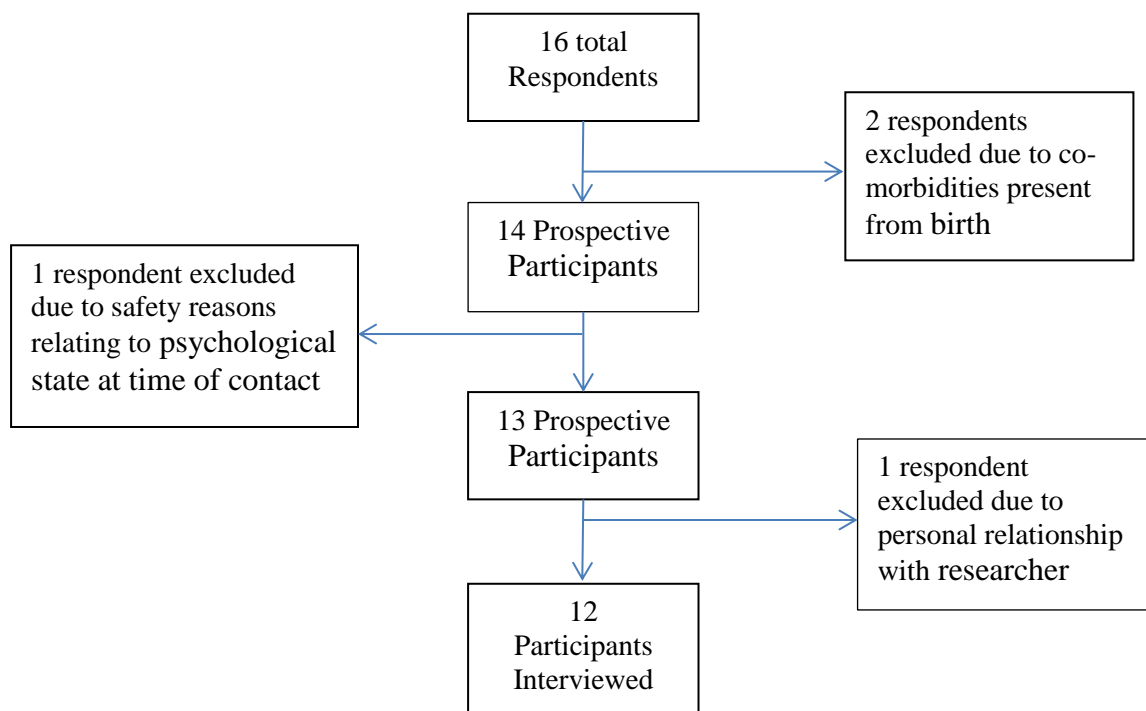 16 total
Respondents
2 respondents
excluded due to co-
morbidities present
from birth
14 Prospective
Participants
1 respondent excluded
due to safety reasons
relating to psychological
state at time of contact
13 Prospective
Participants
1 respondent
excluded due to
personal relationship
with researcher
12
Participants
Interviewed